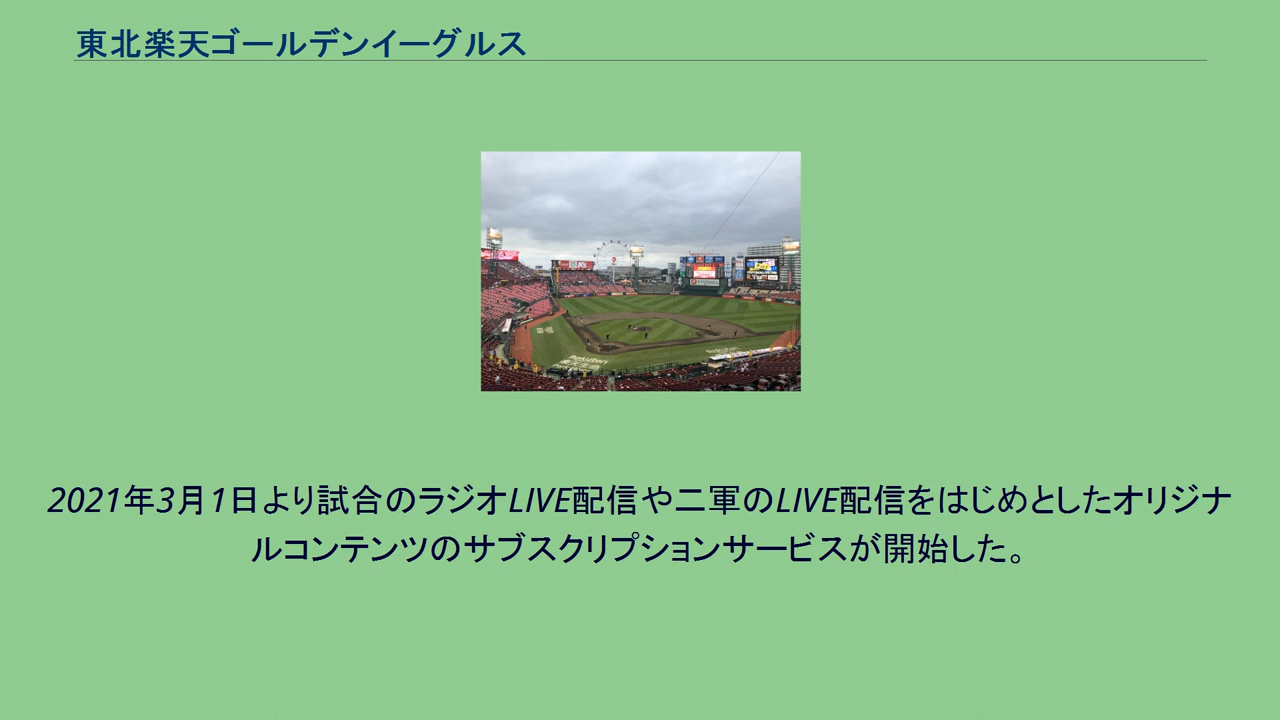 東北楽天ゴールデンイーグルス
2021年3月1日より試合のラジオLIVE配信や二軍のLIVE配信をはじめとしたオリジナ
ルコンテンツのサブスクリプションサービスが開始した。